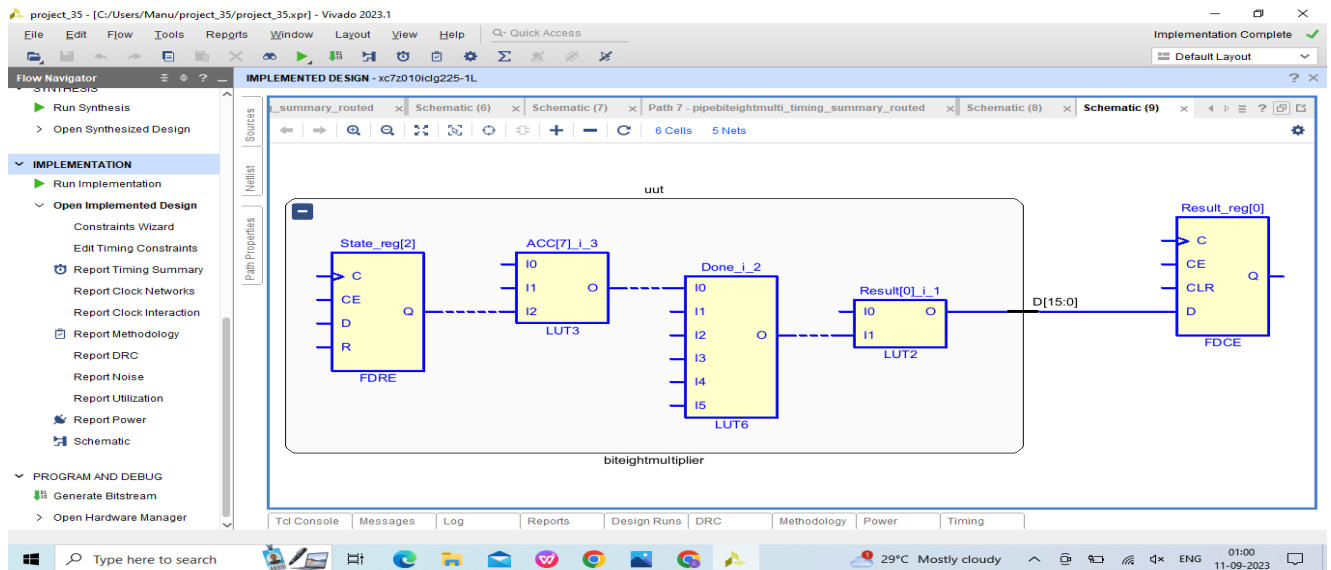 project_35 - [C:/Users/Manu/project_35/project_35.xpr] - Vivado 2023.1
File Edit Flow Tools Reports Window Layout View Help Q- Quick Access
Implementation Complete
Default Layout
Flow Navigator
IMPLEMENTED DESIGN - xc7z010iclg225-1L
SYNTHESIS
Run Synthesis
Open Synthesized Design
IMPLEMENTATION
Run Implementation
Open Implemented Design
Constraints Wizard
Edit Timing Constraints
Report Timing Summary
Report Clock Networks
Report Clock Interaction
Report Methodology
Report DRC
Report Noise
Report Utilization
Report Power
Schematic
PROGRAM AND DEBUG
Generate Bitstream
Open Hardware Manager
Sources
Netlist
Path Properties
_summary_routed Schematic (6) Schematic (7) Path 7 - pipebiteightmulti_timing_summary_routed Schematic (8) Schematic (9)
6 Cells 5 Nets
uut
State_reg[2]
C
CE
D
R
Q
FDRE
ACC[7]_i_3
I0
I1
I2
O
LUT3
Done_i_2
I0
I1
I2
I3
I4
I5
O
LUT6
Result[0]_i_1
I0
I1
O
LUT2
D[15:0]
Result_reg[0]
C
CE
CLR
D
Q
FDCE
biteightmultiplier
Tcl Console Messages Log Reports Design Runs DRC Methodology Power Timing
Type here to search
29°C Mostly cloudy
ENG
01:00
11-09-2023